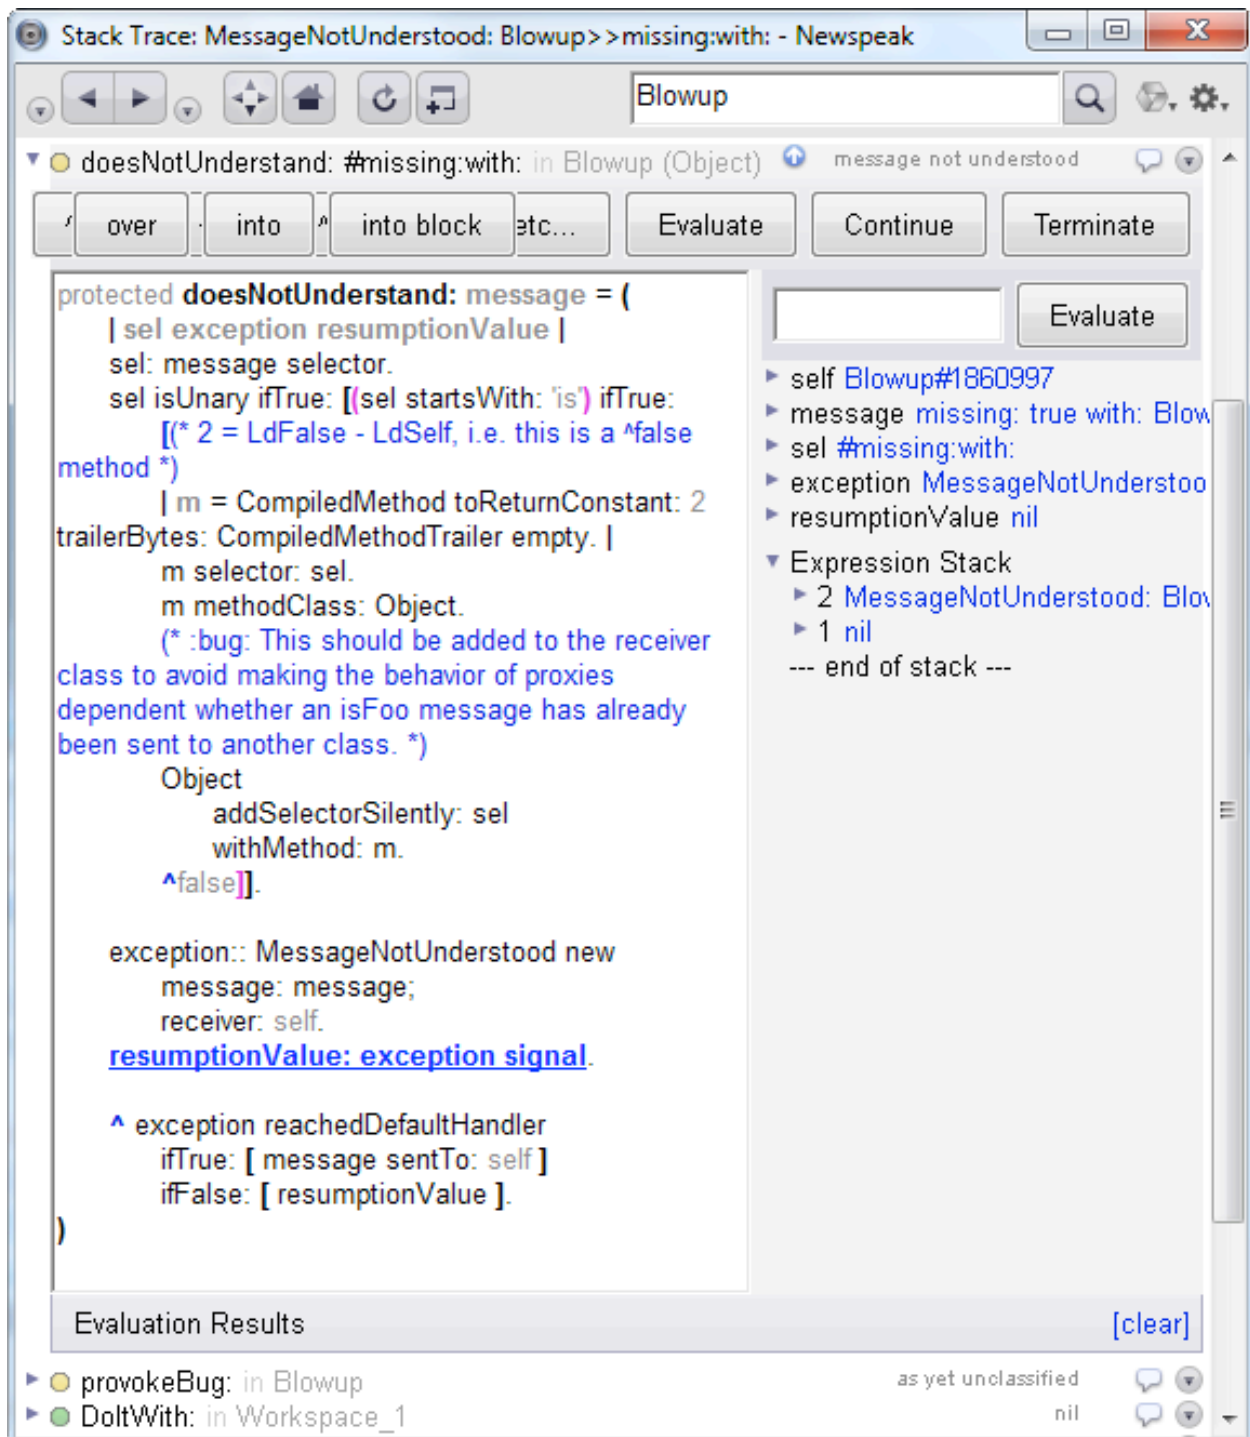 Stack Trace: MessageNotUnderstood: Blowup>>missing:with: - Newspeak
Blowup
doesNotUnderstand: #missing:with: in Blowup (Object) message not understood
over into into block etc... Evaluate Continue Terminate
protected doesNotUnderstand: message = (
| sel exception resumptionValue |
sel: message selector.
sel isUnary ifTrue: [(sel startsWith: 'is') ifTrue:
[(* 2 = LdFalse - LdSelf, i.e. this is a ^false
method *)
| m = CompiledMethod toReturnConstant: 2
trailerBytes: CompiledMethodTrailer empty. |
m selector: sel.
m methodClass: Object.
(* :bug: This should be added to the receiver
class to avoid making the behavior of proxies
dependent whether an isFoo message has already
been sent to another class. *)
Object
addSelectorSilently: sel
withMethod: m.
^false]].
exception:: MessageNotUnderstood new
message: message;
receiver: self.
resumptionValue: exception signal.
^ exception reachedDefaultHandler
ifTrue: [ message sentTo: self ]
ifFalse: [ resumptionValue ].
)
Evaluate
self Blowup#1860997
message missing: true with: Blow
sel #missing:with:
exception MessageNotUnderstoo
resumptionValue nil
Expression Stack
2 MessageNotUnderstood: Blow
1 nil
--- end of stack ---
Evaluation Results [clear]
provokeBug: in Blowup as yet unclassified
DoItWith: in Workspace_1 nil